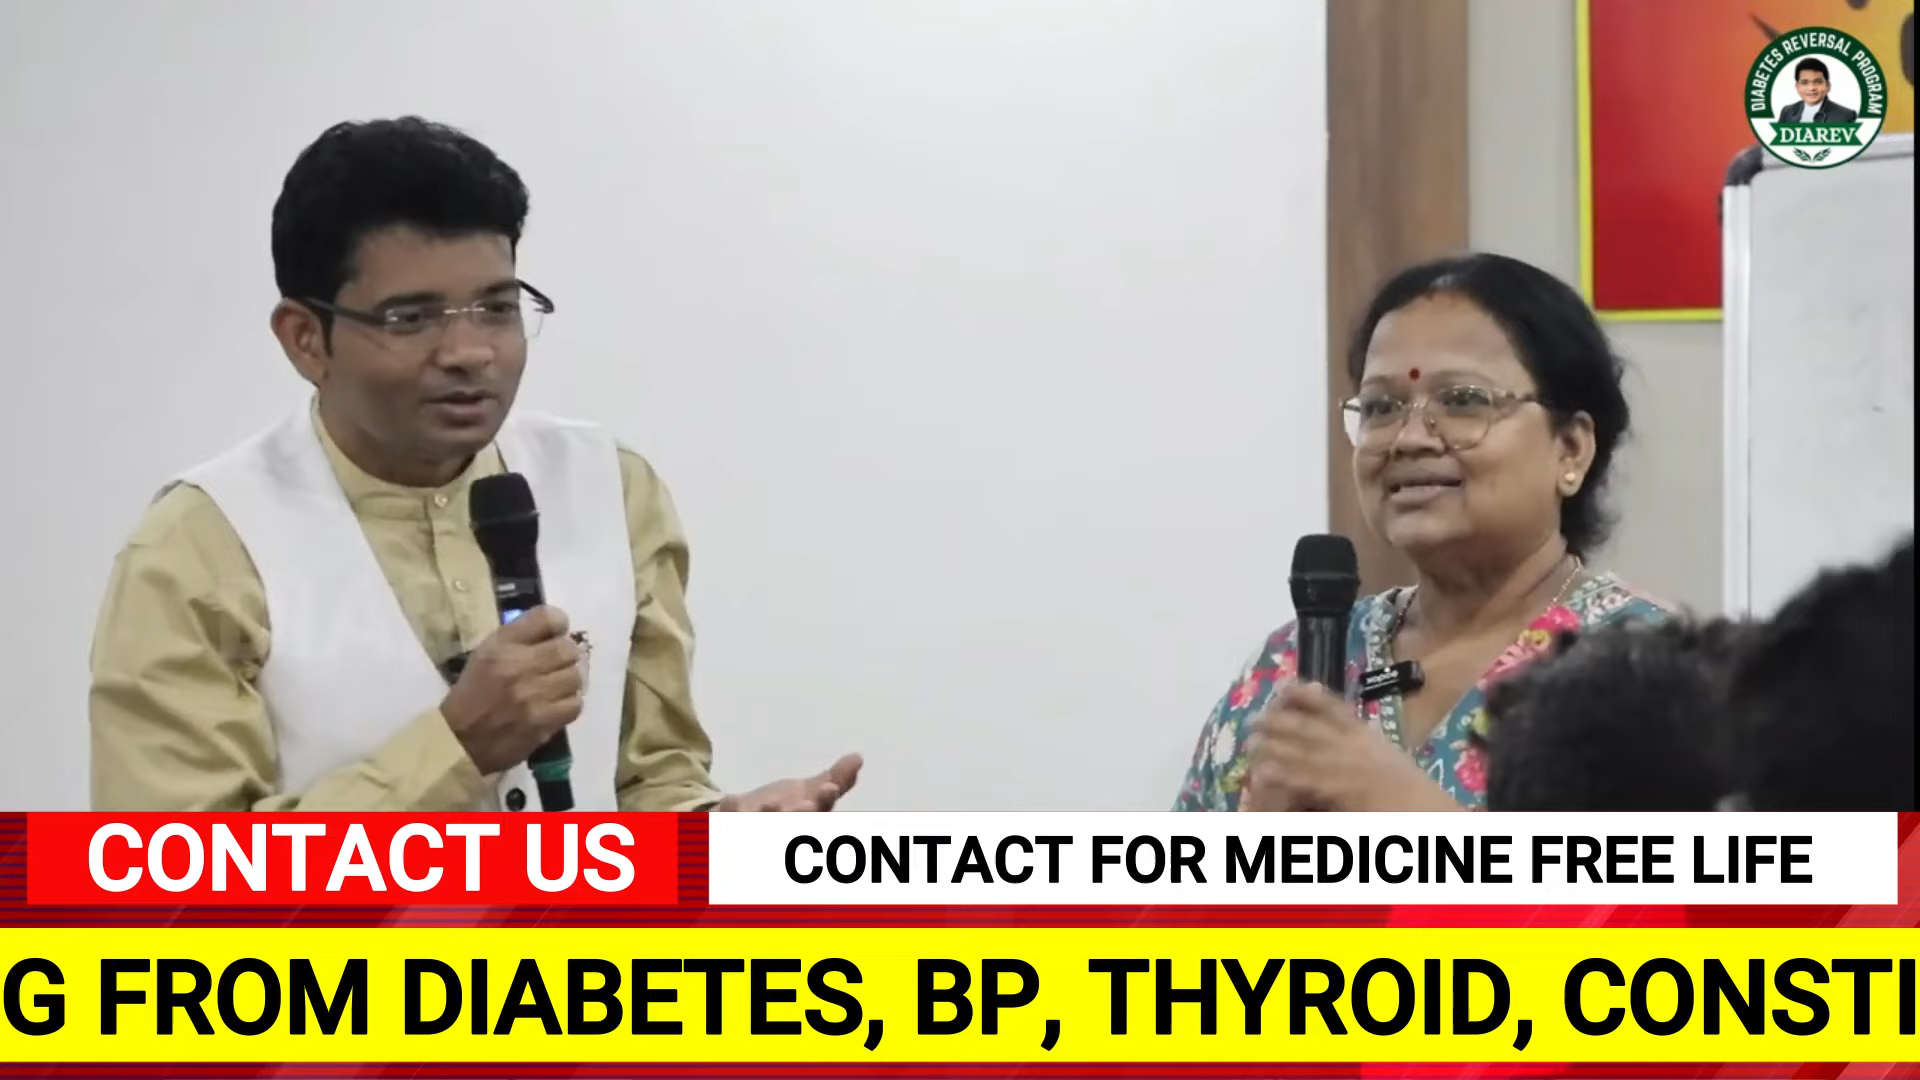 DIABETES REVERSAL PROGRAM
DIAREV
CONTACT US
CONTACT FOR MEDICINE FREE LIFE
G FROM DIABETES, BP, THYROID, CONSTI